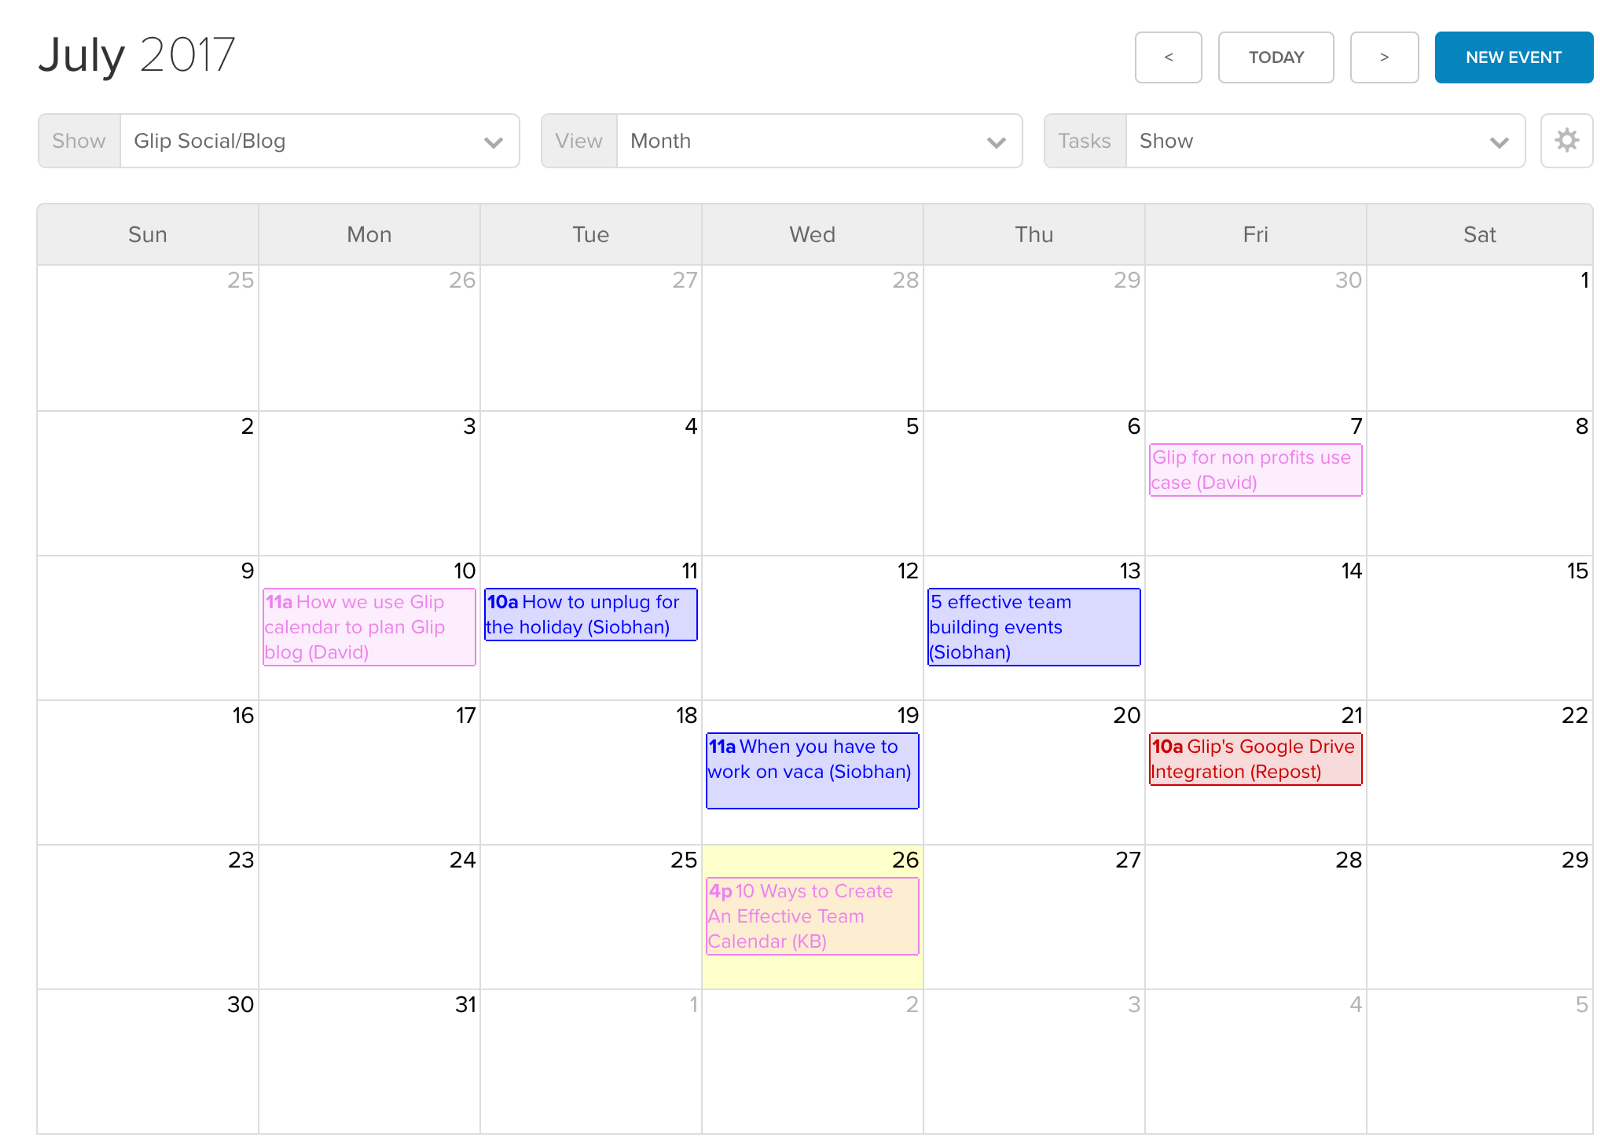 July 2017
<
TODAY
>
NEW EVENT
Show
Glip Social/Blog
View
Month
Tasks
Show
Sun
Mon
Tue
Wed
Thu
Fri
Sat
25
26
27
28
29
30
1
2
3
4
5
6
7
Glip for non profits use
case (David)
8
9
10
11a How we use Glip
calendar to plan Glip
blog (David)
11
10a How to unplug for
the holiday (Siobhan)
12
13
5 effective team
building events
(Siobhan)
14
15
16
17
18
19
11a When you have to
work on vaca (Siobhan)
20
21
10a Glip's Google Drive
Integration (Repost)
22
23
24
25
26
4p 10 Ways to Create
An Effective Team
Calendar (KB)
27
28
29
30
31
1
2
3
4
5